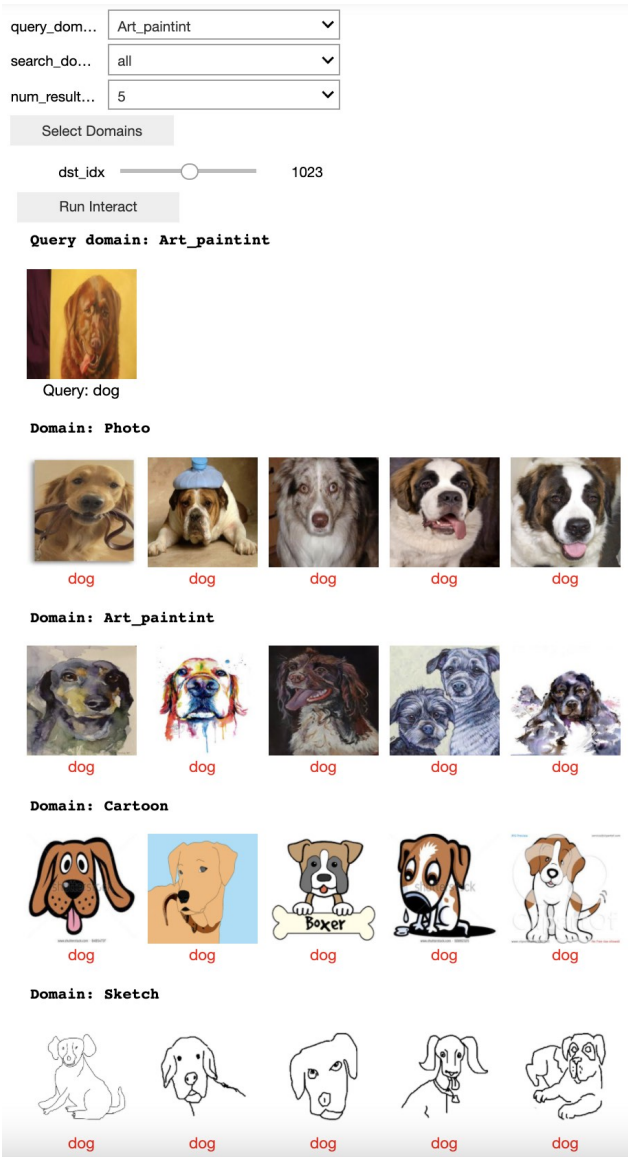 query_dom... Art_paintint
search_do... all
num_result... 5
Select Domains
dst_idx 1023
Run Interact
Query domain: Art_paintint
Query: dog
Domain: Photo
dog dog dog dog dog
Domain: Art_paintint
dog dog dog dog dog
Domain: Cartoon
Boxer
dog dog dog dog dog
Domain: Sketch
dog dog dog dog dog